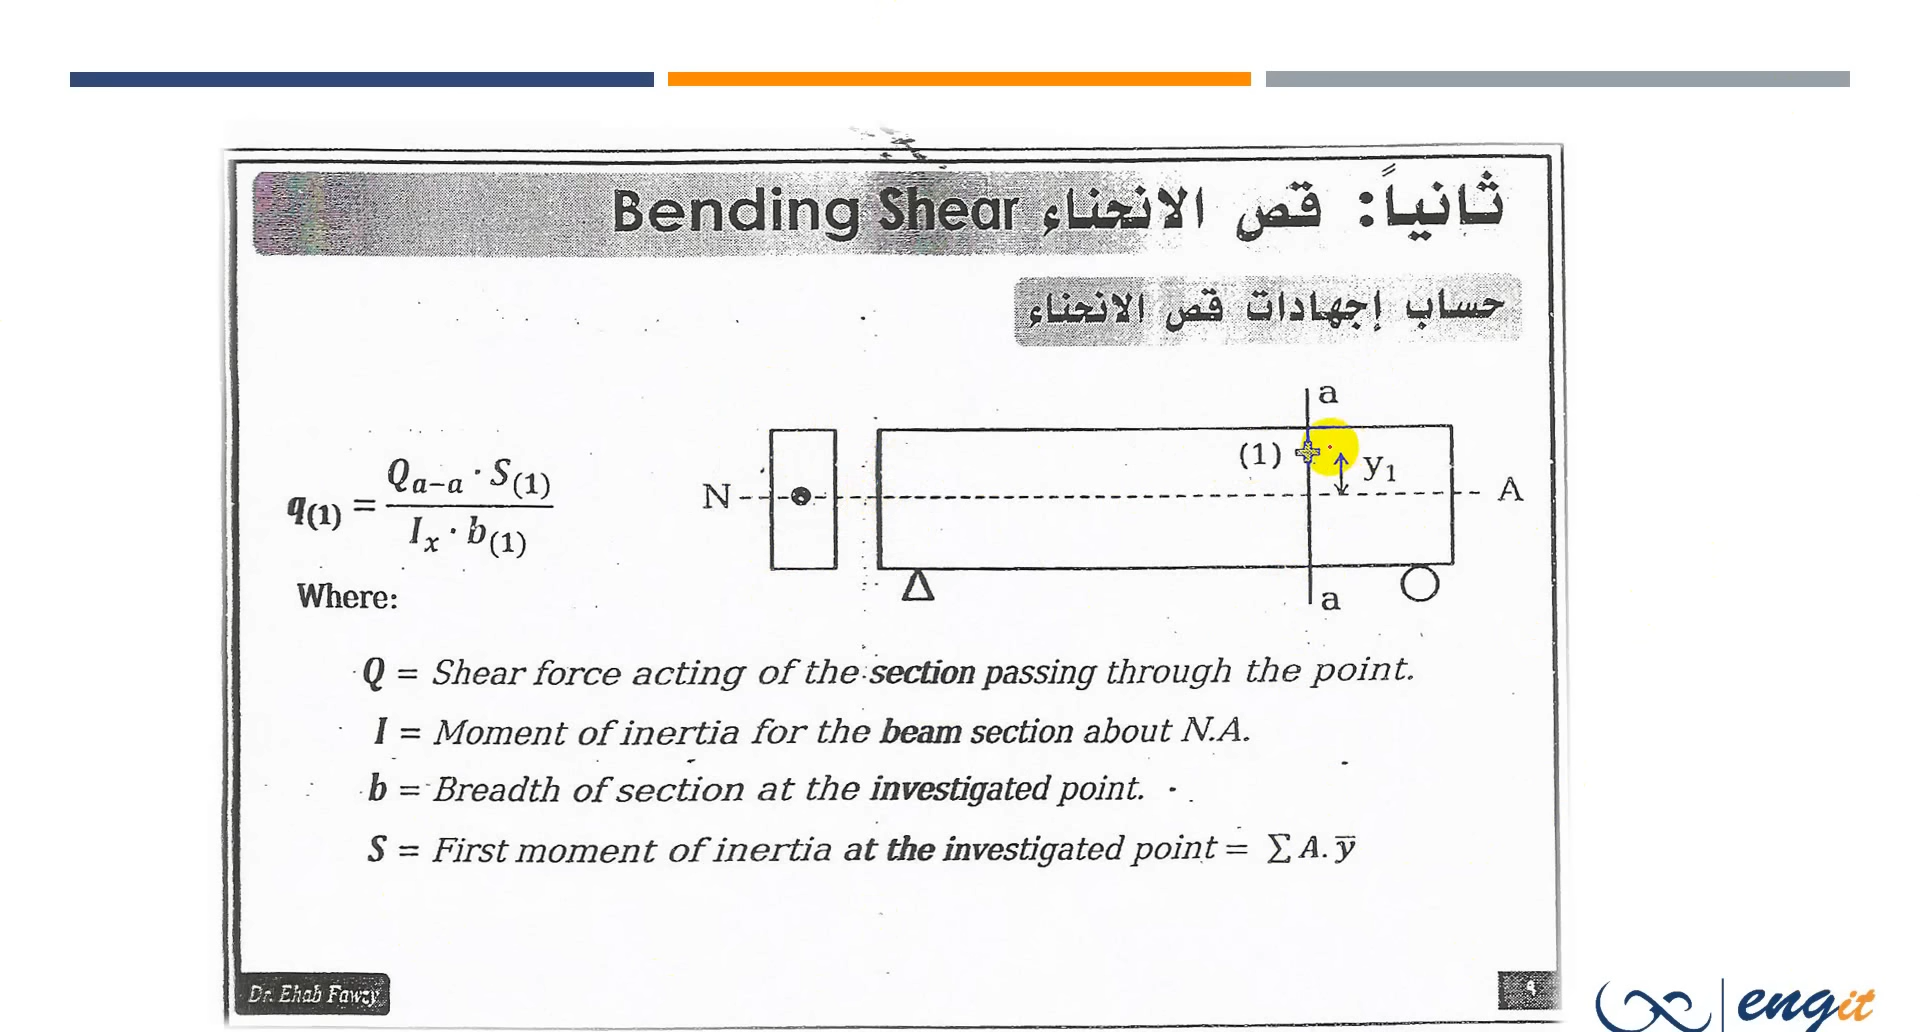 ثانياً: قص الانحناء Bending Shear
حساب إجهادات قص الانحناء
a
(1)
y₁
N
A
a
q(1) = Qa-a · S(1) / Ix · b(1)
Where:
Q = Shear force acting of the section passing through the point.
I = Moment of inertia for the beam section about N.A.
b = Breadth of section at the investigated point.
S = First moment of inertia at the investigated point = ∑ A. ȳ
Dr. Ehab Fawzy
engit